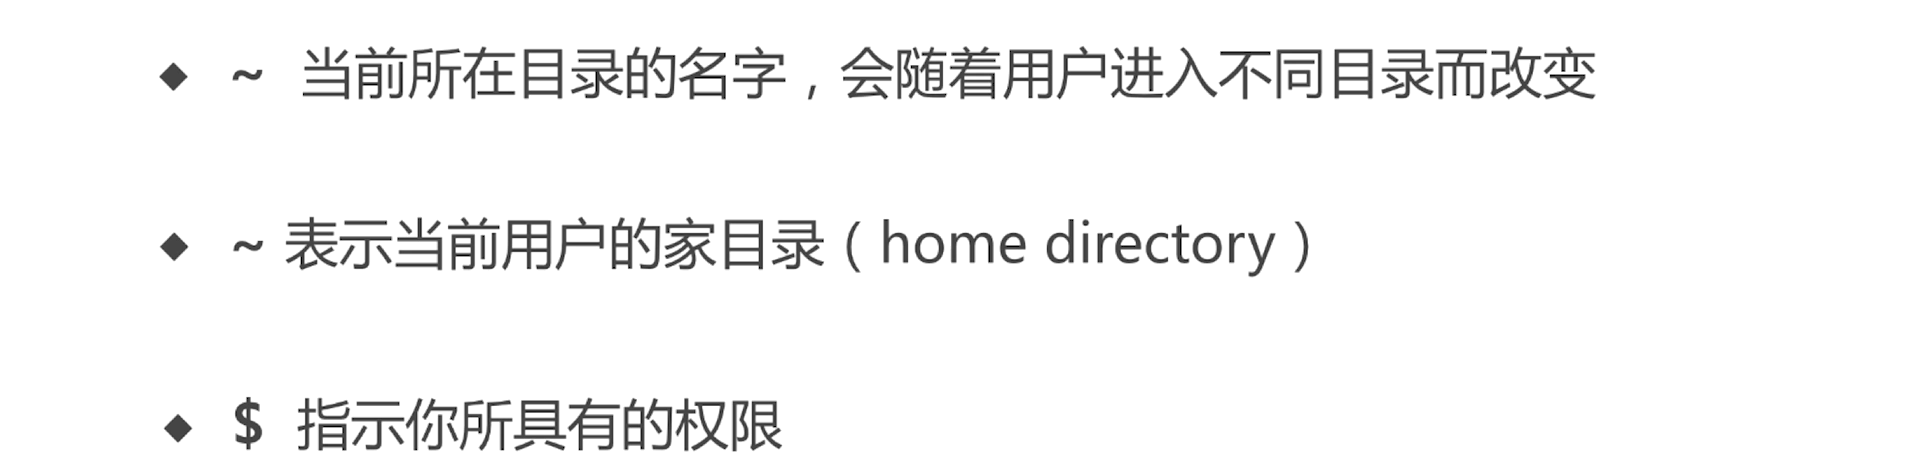 ◆ ~ 当前所在目录的名字，会随着用户进入不同目录而改变
◆ ~ 表示当前用户的家目录（home directory）
◆ $ 指示你所具有的权限